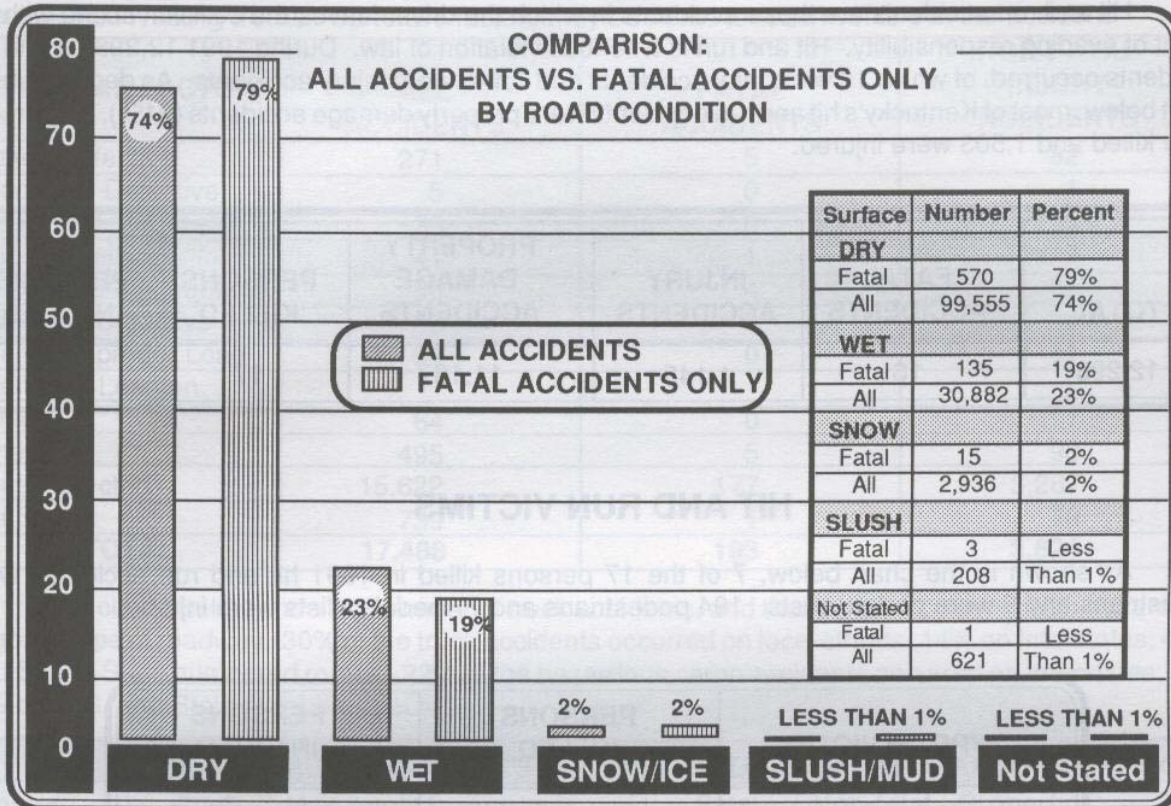 COMPARISON:
ALL ACCIDENTS VS. FATAL ACCIDENTS ONLY
BY ROAD CONDITION
80
70
60
50
40
30
20
10
0
74%
79%
23%
19%
2%
2%
LESS THAN 1%
LESS THAN 1%
DRY
WET
SNOW/ICE
SLUSH/MUD
Not Stated
ALL ACCIDENTS
FATAL ACCIDENTS ONLY
Surface Number Percent
DRY
Fatal 570 79%
All 99,555 74%
WET
Fatal 135 19%
All 30,882 23%
SNOW
Fatal 15 2%
All 2,936 2%
SLUSH
Fatal 3 Less
All 208 Than 1%
Not Stated
Fatal 1 Less
All 621 Than 1%
HIT AND RUN VICTIMS